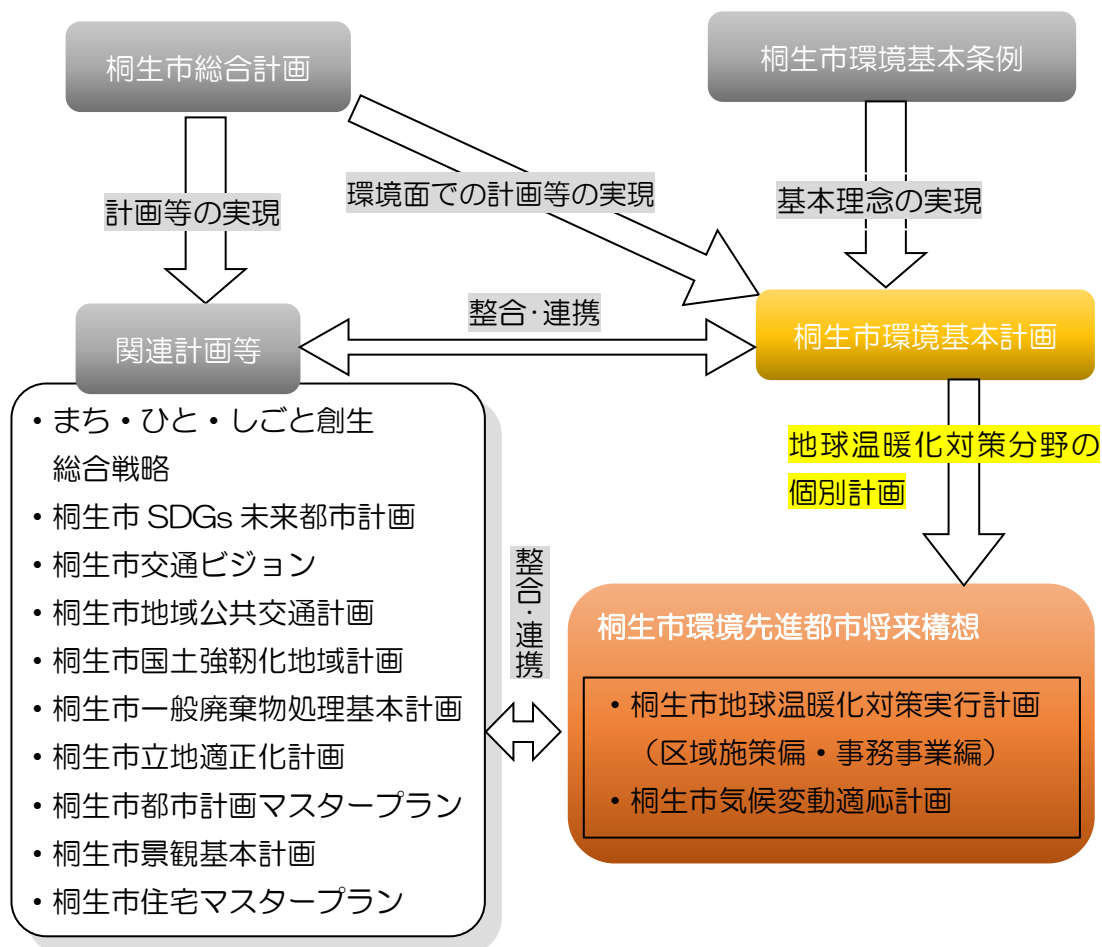 桐生市総合計画
桐生市環境基本条例
計画等の実現
環境面での計画等の実現
基本理念の実現
整合・連携
関連計画等
桐生市環境基本計画
・まち・ひと・しごと創生
総合戦略
・桐生市 SDGs 未来都市計画
・桐生市交通ビジョン
・桐生市地域公共交通計画
・桐生市国土強靭化地域計画
・桐生市一般廃棄物処理基本計画
・桐生市立地適正化計画
・桐生市都市計画マスタープラン
・桐生市景観基本計画
・桐生市住宅マスタープラン
地球温暖化対策分野の
個別計画
整合・連携
桐生市環境先進都市将来構想
・桐生市地球温暖化対策実行計画
（区域施策偏・事務事業編）
・桐生市気候変動適応計画